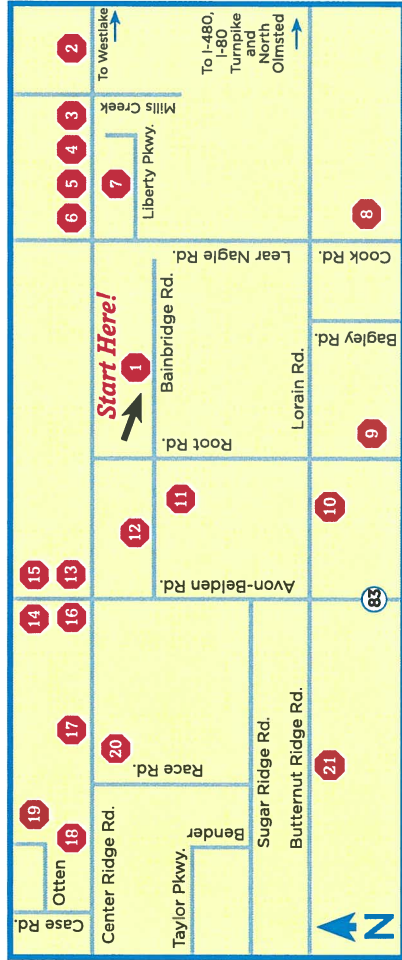 2
To Westlake
3
4
5
6
Mills Creek
7
Liberty Pkwy.
To I-480,
I-80
Turnpike
and
North
Olmsted
8
Lear Nagle Rd.
Cook Rd.
Start Here!
1
Bainbridge Rd.
Lorain Rd.
Bagley Rd.
9
Root Rd.
12
11
10
15
13
14
16
Avon-Belden Rd.
83
17
20
Race Rd.
19
18
Otten
Case Rd.
Center Ridge Rd.
Taylor Pkwy.
Bender
Sugar Ridge Rd.
Butternut Ridge Rd.
21
N